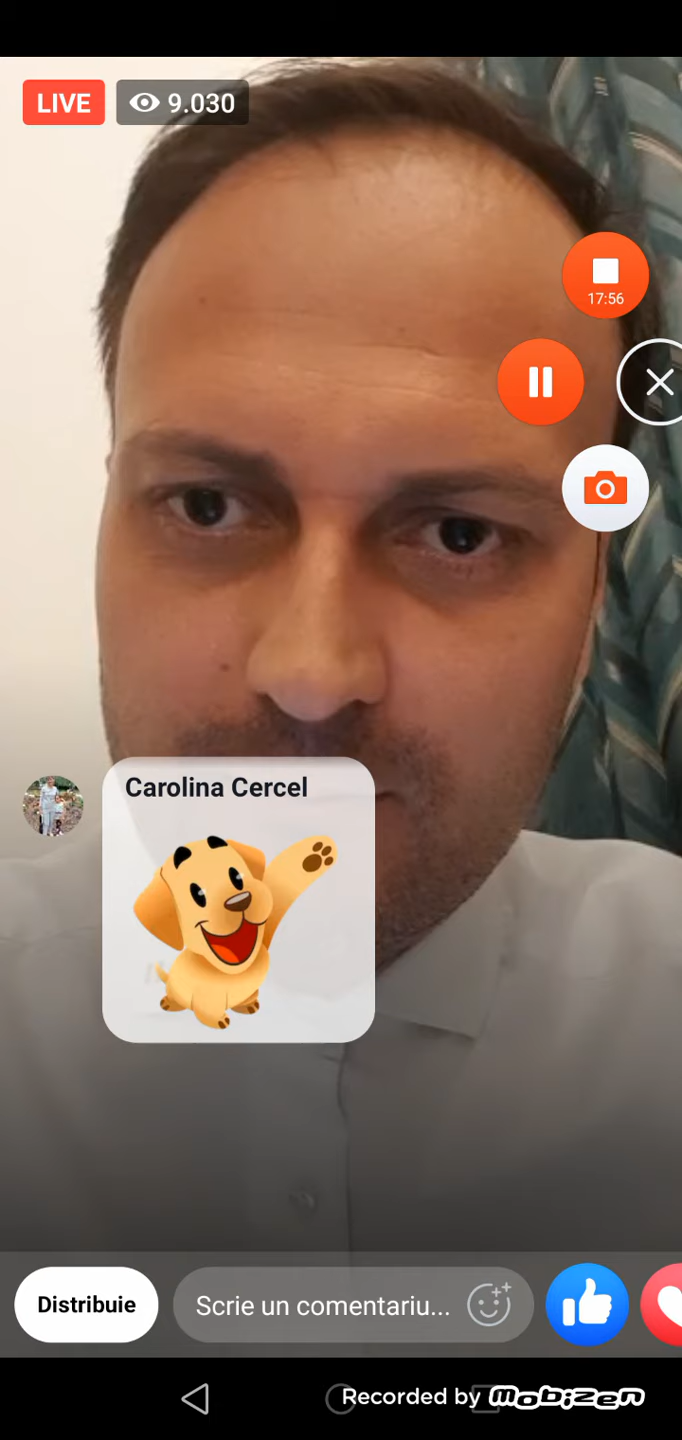 LIVE
9.030
17:56
Carolina Cercel
Distribuie
Scrie un comentariu...
Recorded by mobizen